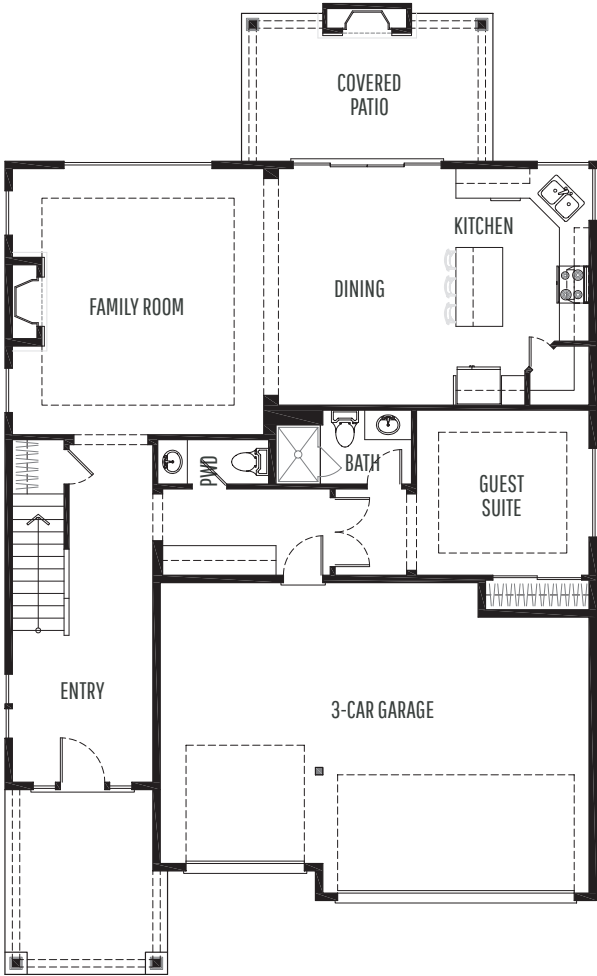 COVERED
PATIO
KITCHEN
DINING
FAMILY ROOM
PWD
BATH
GUEST
SUITE
ENTRY
3-CAR GARAGE